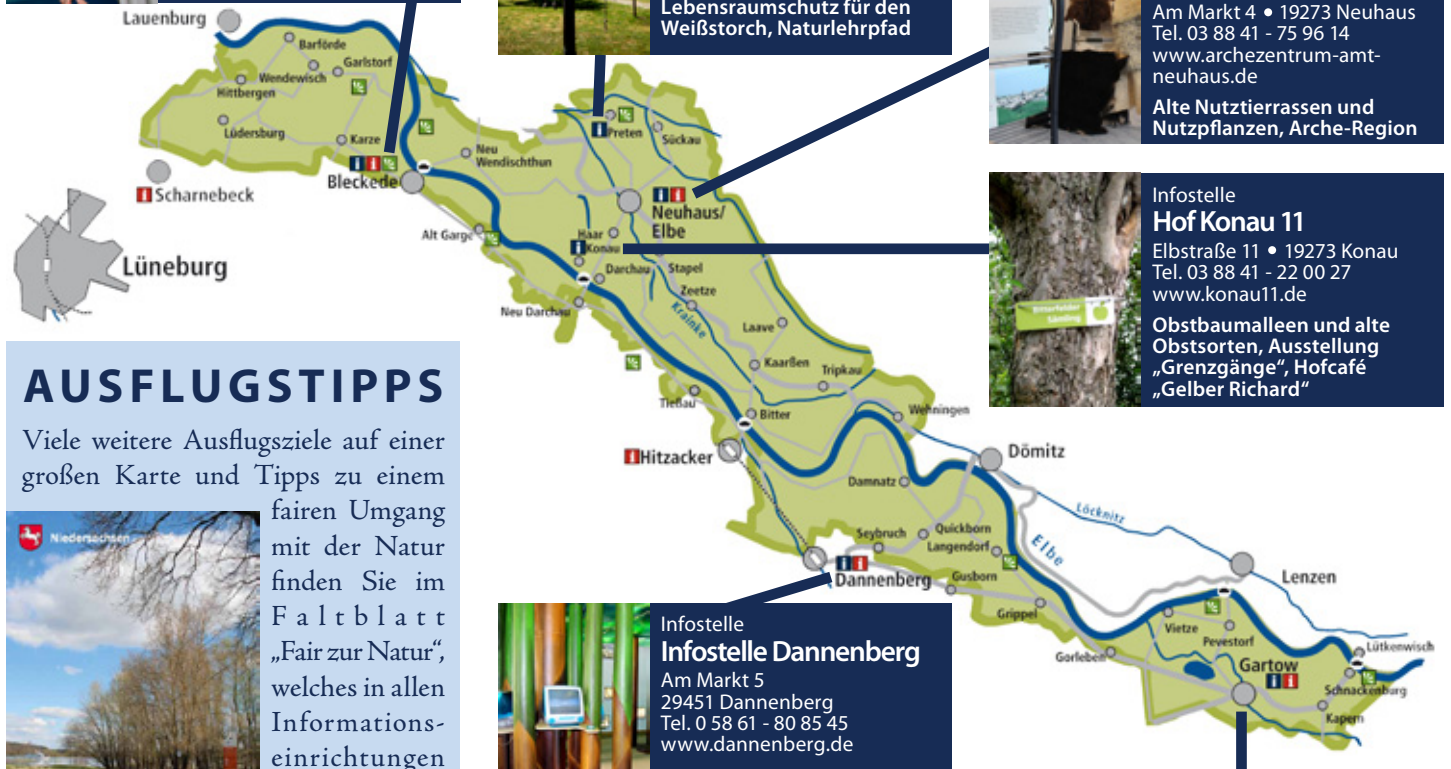 Lebensraumschutz für den
Weißstorch, Naturlehrpfad
Am Markt 4 • 19273 Neuhaus
Tel. 03 88 41 - 75 96 14
www.archezentrum-amt-
neuhaus.de
Alte Nutztierrassen und
Nutzpflanzen, Arche-Region
Infostelle
Hof Konau 11
Elbstraße 11 • 19273 Konau
Tel. 03 88 41 - 22 00 27
www.konau11.de
Obstbaumalleen und alte
Obstsorten, Ausstellung
„Grenzgänge“, Hofcafé
„Gelber Richard“
Bitterfelder
Sämling
Lauenburg
Barförde
Garlstorf
Wendewisch
Hittbergen
Lüdersburg
Karze
Scharnebeck
Bleckede
Neu
Wendischthun
Preten
Sückau
Neuhaus/
Elbe
Alt Garge
Haar
Konau
Darchau
Stapel
Zeetze
Neu Darchau
Krainke
Laave
Kaarßen
Tripkau
Lüneburg
Tießau
Bitter
Wehningen
Hitzacker
Dömitz
Damnatz
Löcknitz
Seybruch
Quickborn
Langendorf
Elbe
Dannenberg
Gusborn
Lenzen
Grippel
Vietze
Pevestorf
Gorleben
Gartow
Lütkenwisch
Schnackenburg
Kapern
AUSFLUGSTIPPS
Viele weitere Ausflugsziele auf einer
großen Karte und Tipps zu einem
fairen Umgang
mit der Natur
finden Sie im
Faltblatt
„Fair zur Natur“,
welches in allen
Informations-
einrichtungen
Niedersachsen
Infostelle
Infostelle Dannenberg
Am Markt 5
29451 Dannenberg
Tel. 0 58 61 - 80 85 45
www.dannenberg.de